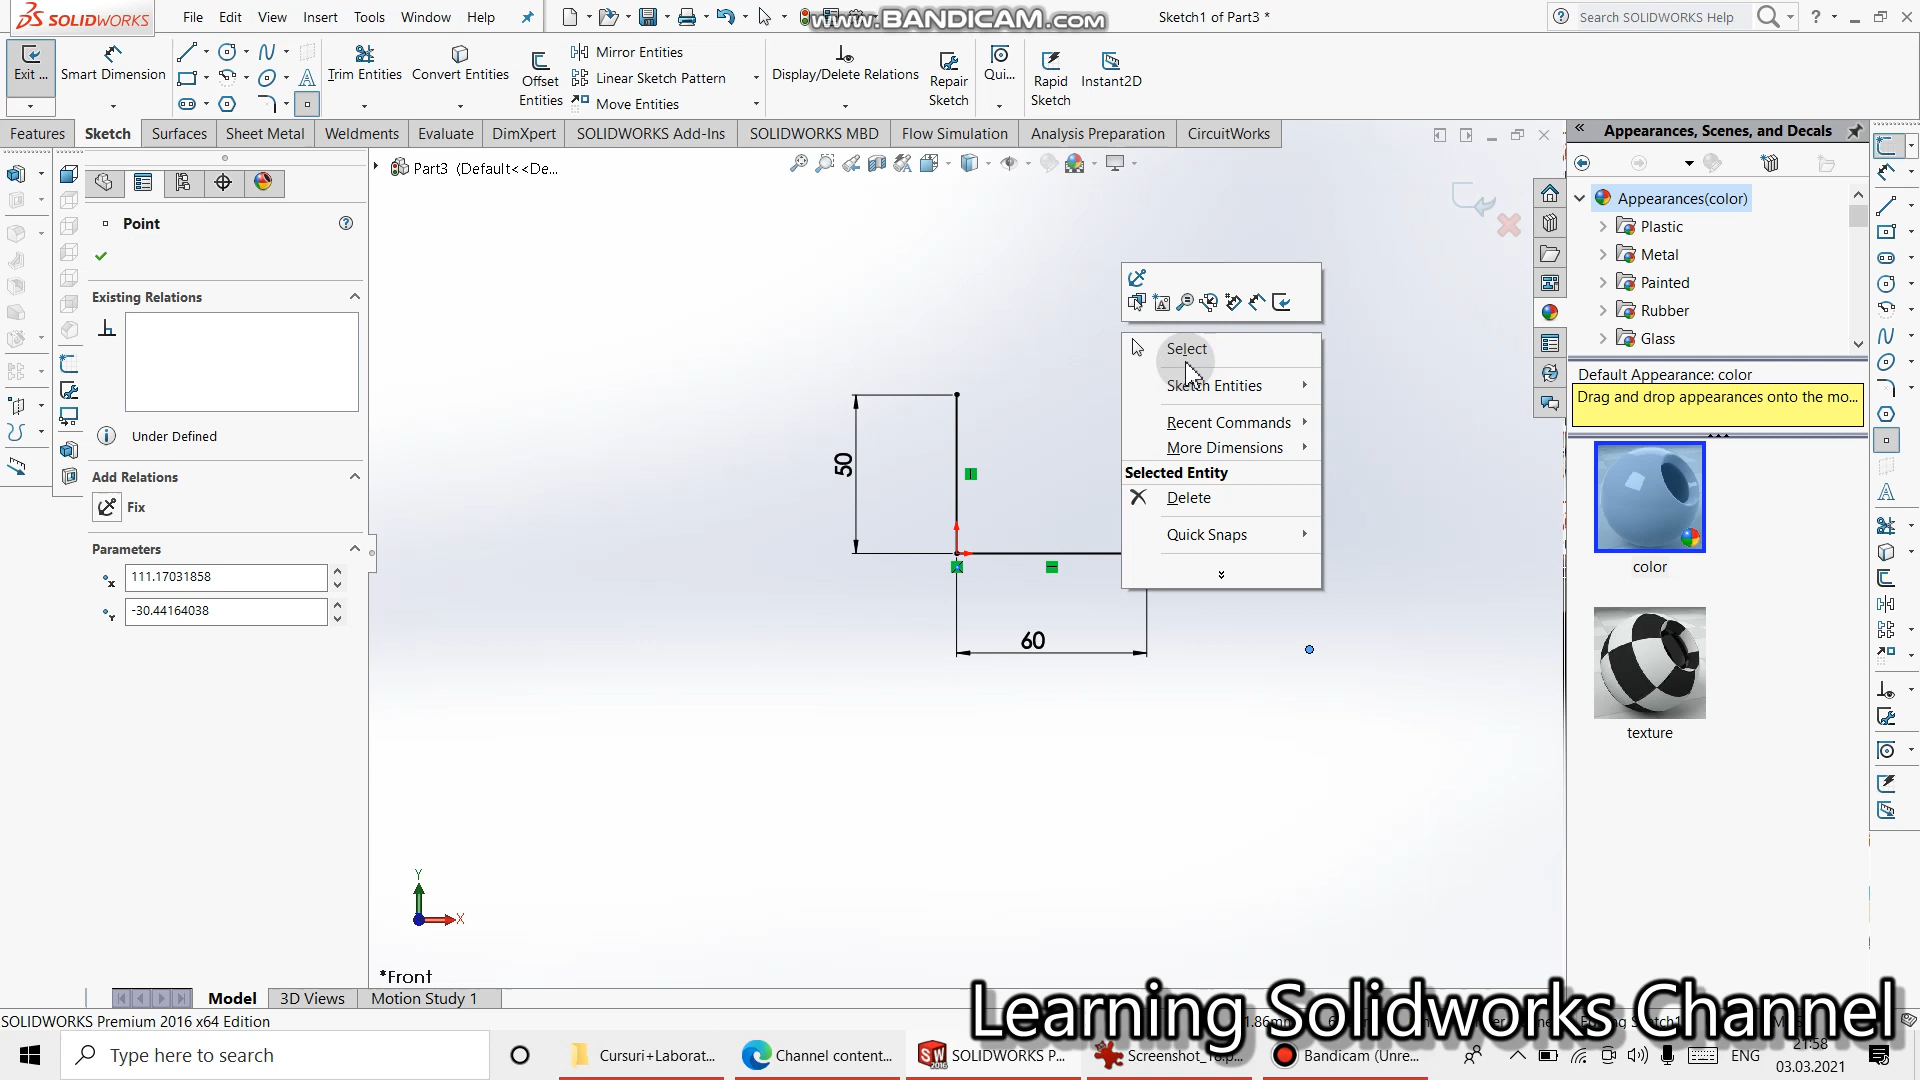 SOLIDWORKS
File Edit View Insert Tools Window Help
www.BANDICAM.com
Sketch1 of Part3 *
Search SOLIDWORKS Help
Exit ...
Smart Dimension
Trim Entities
Convert Entities
Offset
Entities
Mirror Entities
Linear Sketch Pattern
Move Entities
Display/Delete Relations
Repair
Sketch
Qui...
Rapid
Sketch
Instant2D
Features Sketch Surfaces Sheet Metal Weldments Evaluate DimXpert SOLIDWORKS Add-Ins SOLIDWORKS MBD Flow Simulation Analysis Preparation CircuitWorks
Part3 (Default<<De...
Point
Existing Relations
Under Defined
Add Relations
Fix
Parameters
111.17031858
-30.44164038
50
60
Select
Sketch Entities
Recent Commands
More Dimensions
Selected Entity
Delete
Quick Snaps
Y
X
*Front
Appearances, Scenes, and Decals
Appearances(color)
Plastic
Metal
Painted
Rubber
Glass
Default Appearance: color
Drag and drop appearances onto the mo...
color
texture
Model 3D Views Motion Study 1
Learning Solidworks Channel
SOLIDWORKS Premium 2016 x64 Edition
Type here to search
Cursuri+Laborat...
Channel conten...
SOLIDWORKS P...
Bandicam (Unre...
ENG
21:58
03.03.2021